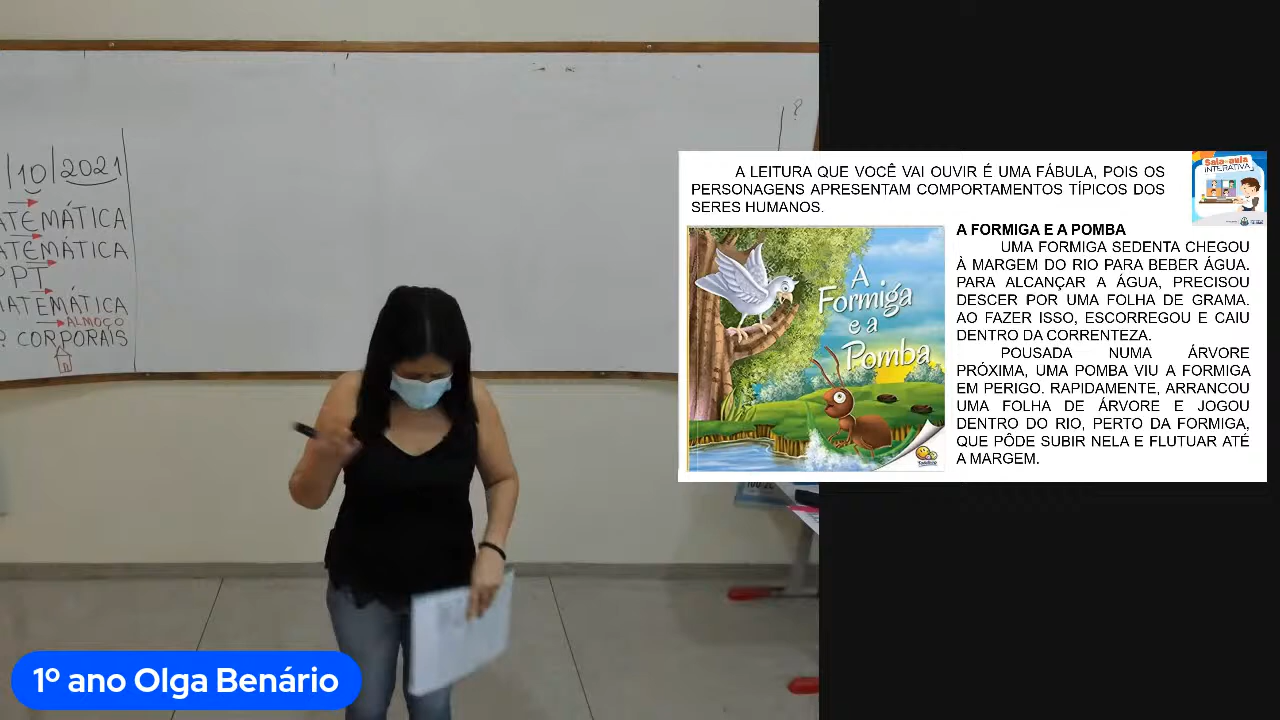 |10|2021
ATEMÁTICA
ATEMÁTICA
PPT
MATEMÁTICA
ALMOÇO
CORPORAIS
?
A LEITURA QUE VOCÊ VAI OUVIR É UMA FÁBULA, POIS OS
PERSONAGENS APRESENTAM COMPORTAMENTOS TÍPICOS DOS
SERES HUMANOS.
Sala de aula
INTERATIVA
A
Formiga
e a
Pomba
A FORMIGA E A POMBA
UMA FORMIGA SEDENTA CHEGOU
À MARGEM DO RIO PARA BEBER ÁGUA.
PARA ALCANÇAR A ÁGUA, PRECISOU
DESCER POR UMA FOLHA DE GRAMA.
AO FAZER ISSO, ESCORREGOU E CAIU
DENTRO DA CORRENTEZA.
POUSADA NUMA ÁRVORE
PRÓXIMA, UMA POMBA VIU A FORMIGA
EM PERIGO. RAPIDAMENTE, ARRANCOU
UMA FOLHA DE ÁRVORE E JOGOU
DENTRO DO RIO, PERTO DA FORMIGA,
QUE PÔDE SUBIR NELA E FLUTUAR ATÉ
A MARGEM.
1º ano Olga Benário